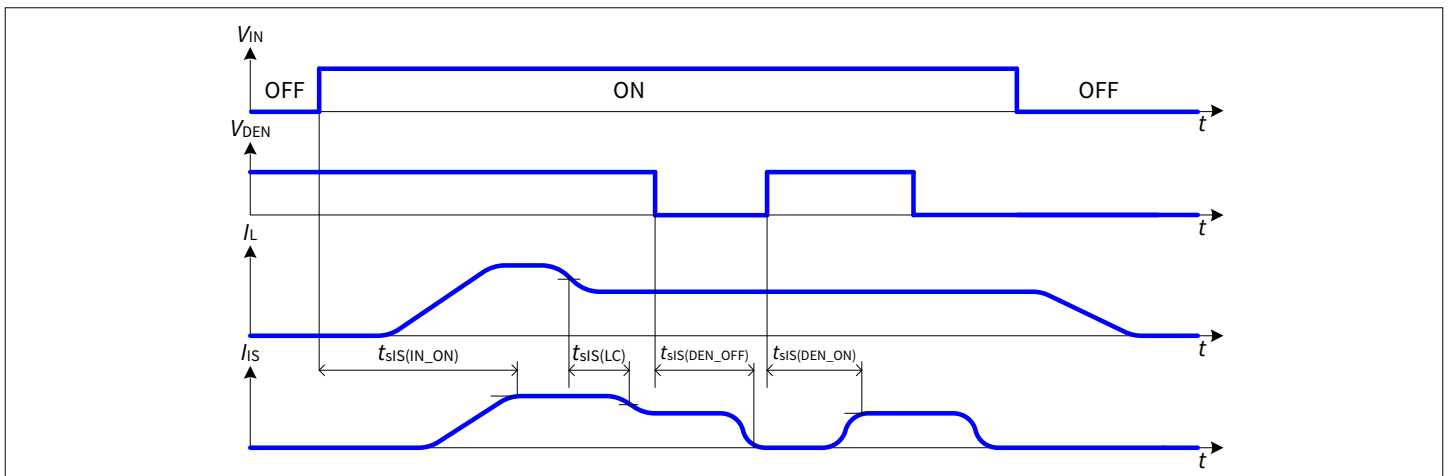 VIN
OFF ON OFF
t
VDEN
t
IL
t
IIS
tsIS(IN_ON) tsIS(LC) tsIS(DEN_OFF) tsIS(DEN_ON)
t